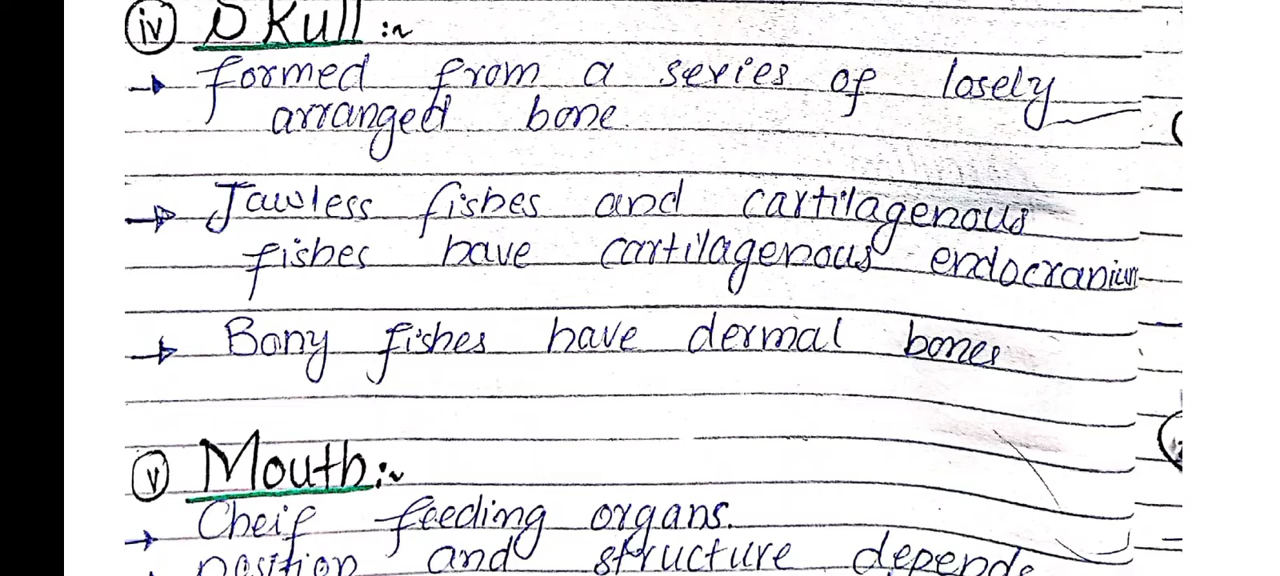 (iv) Skull :~
→ formed from a series of losely
arranged bone
→ Jawless fishes and cartilagenous
fishes have cartilagenous endocranium
→ Bony fishes have dermal bones
(v) Mouth :~
→ Cheif feeding organs.
→ position and structure depends